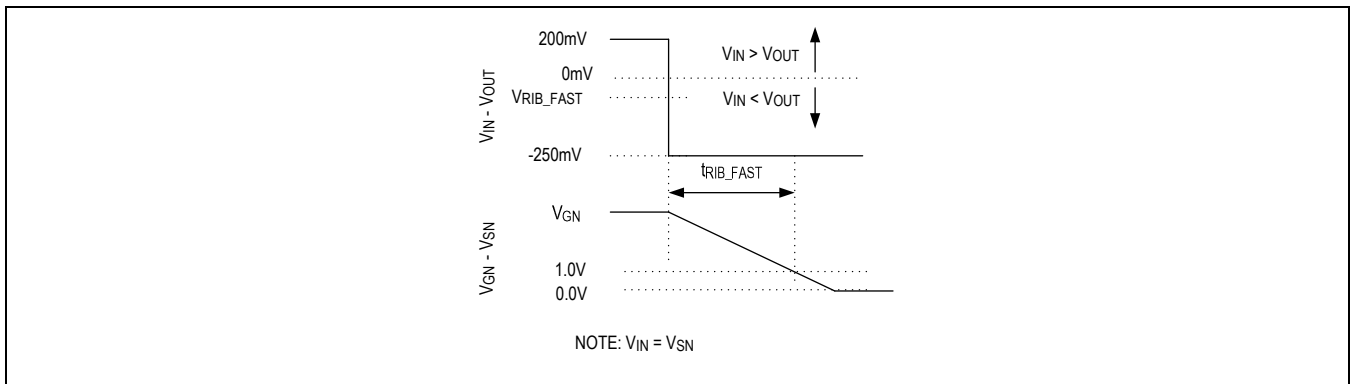 200mV
VIN > VOUT
0mV
VIN - VOUT
VRIB_FAST
VIN < VOUT
-250mV
tRIB_FAST
VGN
VGN - VSN
1.0V
0.0V
NOTE: VIN = VSN